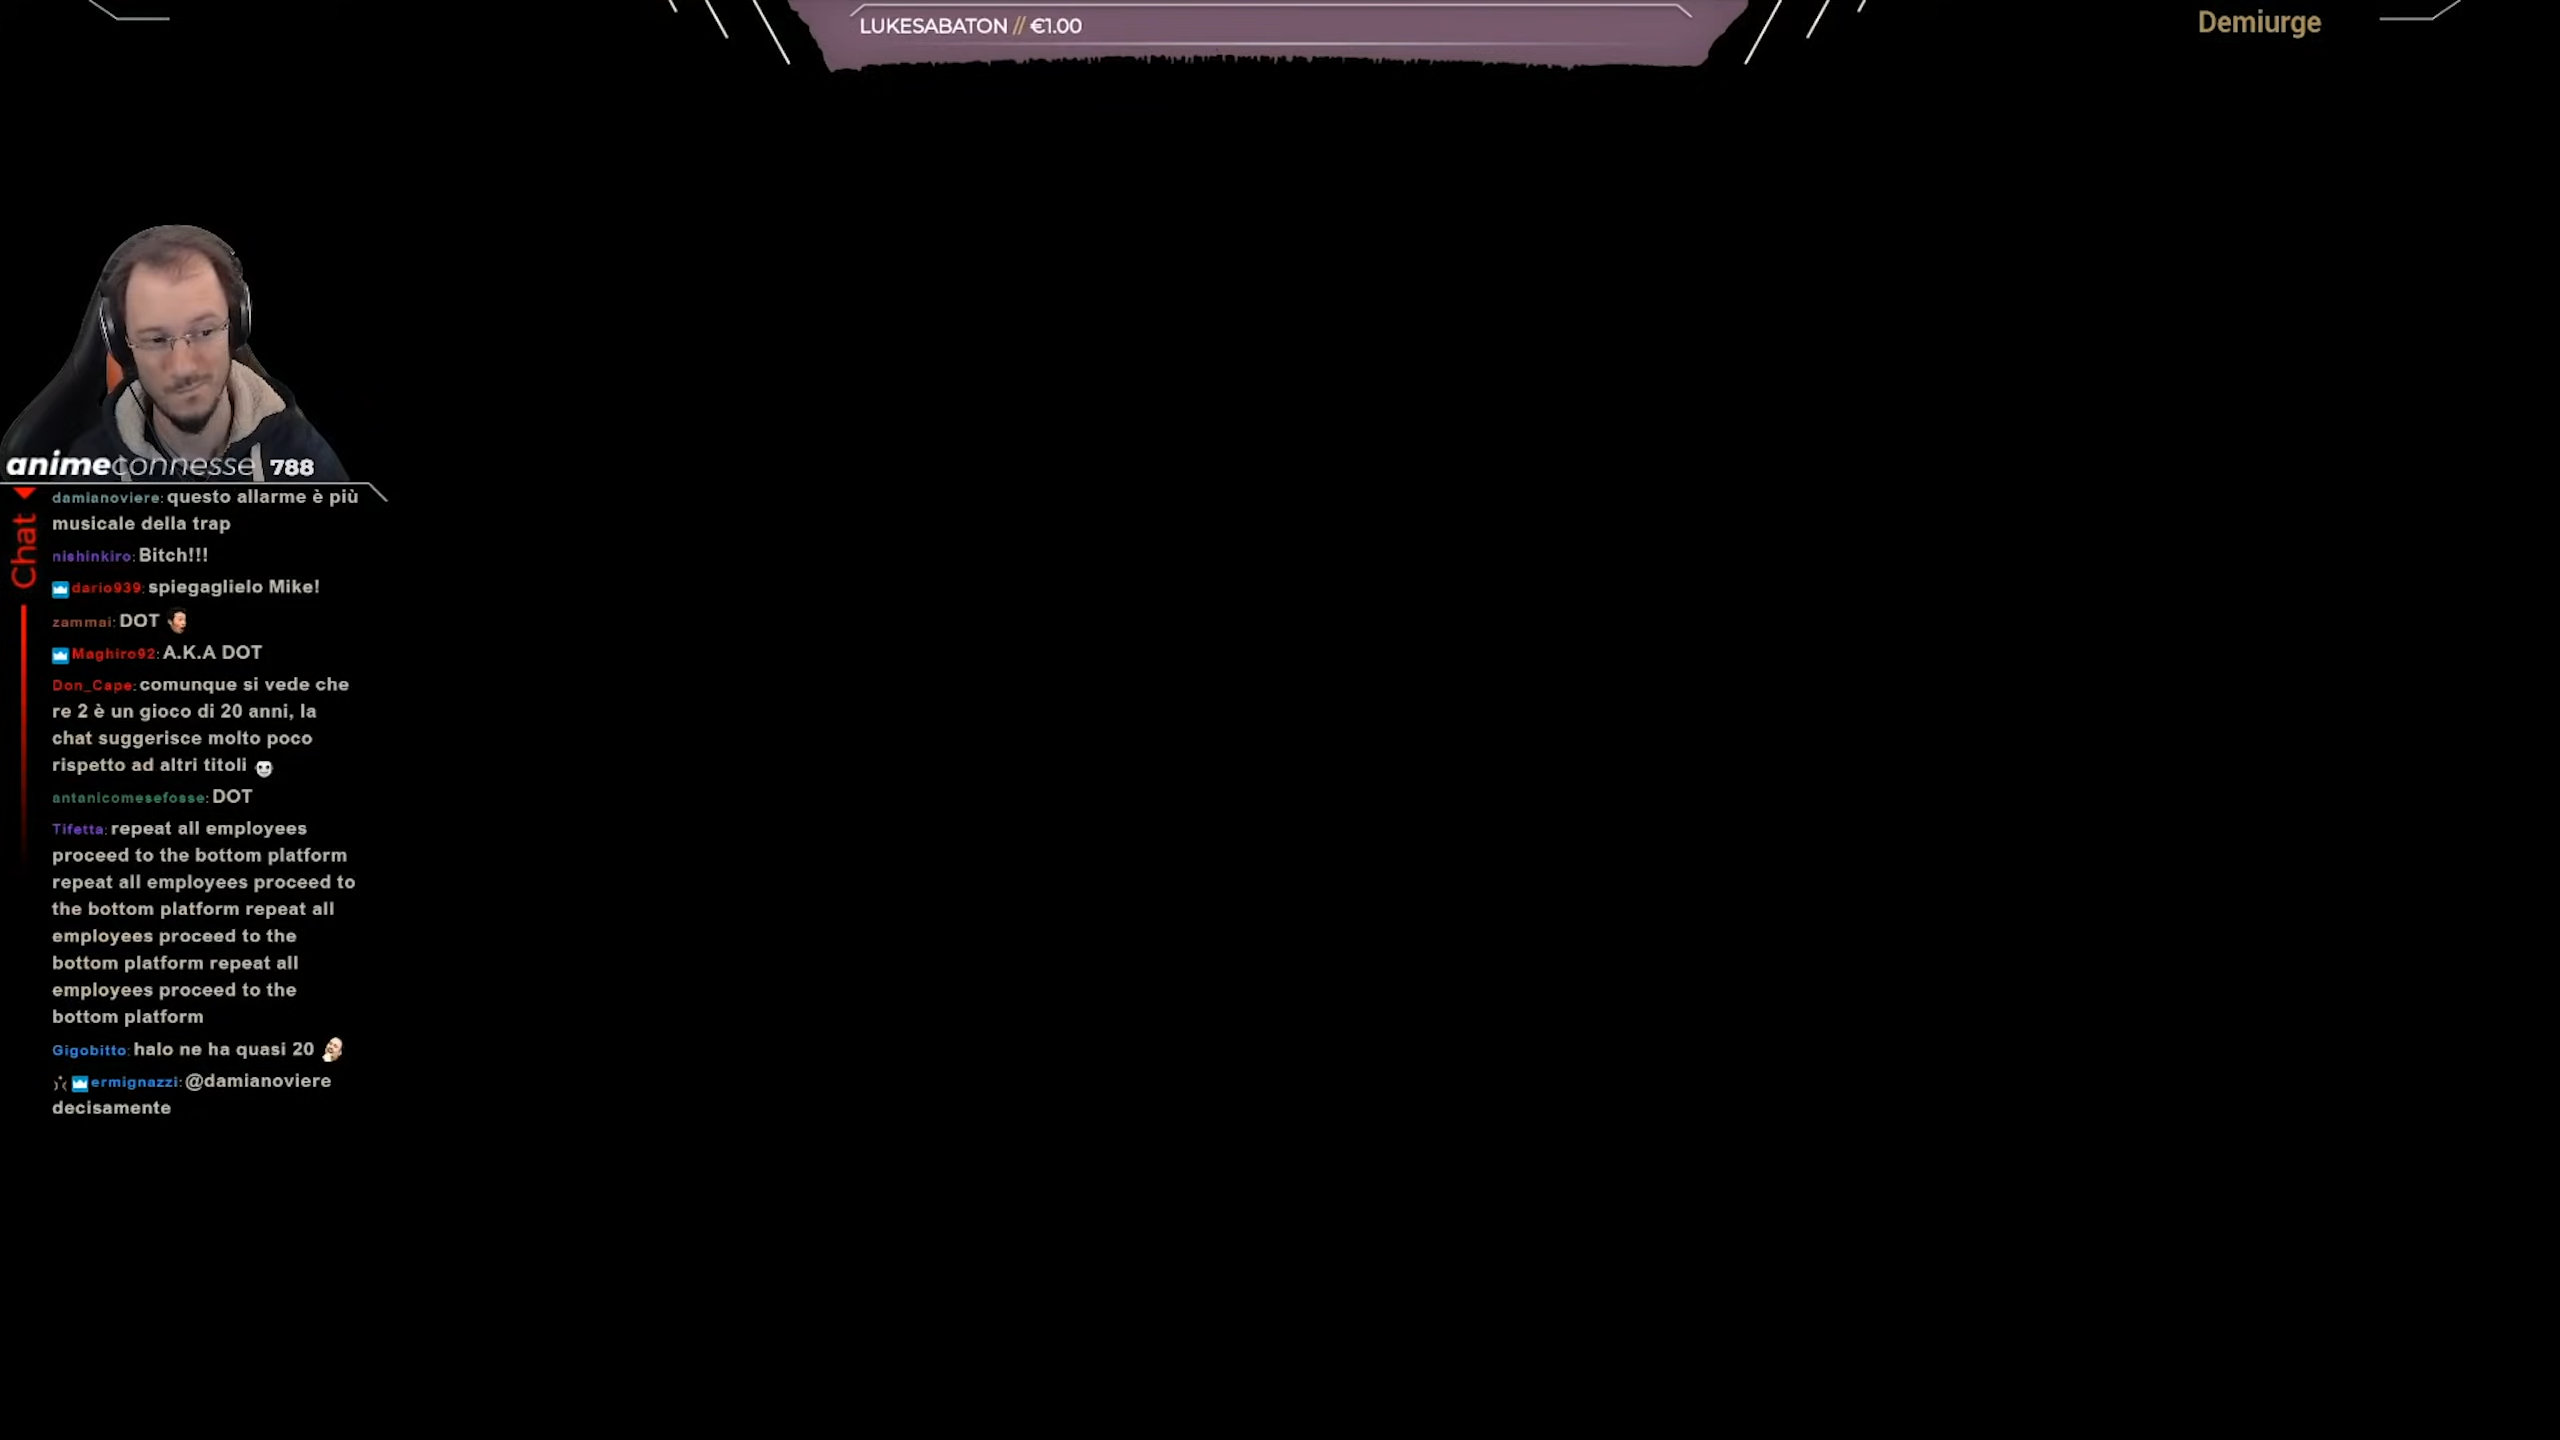 LUKESABATON // €1.00
Demiurge
animeconnesse 788
Chat
damianoviere: questo allarme è più
musicale della trap
nishinkiro: Bitch!!!
dario939: spiegaglielo Mike!
zammai: DOT
Maghiro92: A.K.A DOT
Don_Cape: comunque si vede che
re 2 è un gioco di 20 anni, la
chat suggerisce molto poco
rispetto ad altri titoli
antanicomesefosse: DOT
Tifetta: repeat all employees
proceed to the bottom platform
repeat all employees proceed to
the bottom platform repeat all
employees proceed to the
bottom platform repeat all
employees proceed to the
bottom platform
Gigobitto: halo ne ha quasi 20
ermignazzi: @damianoviere
decisamente